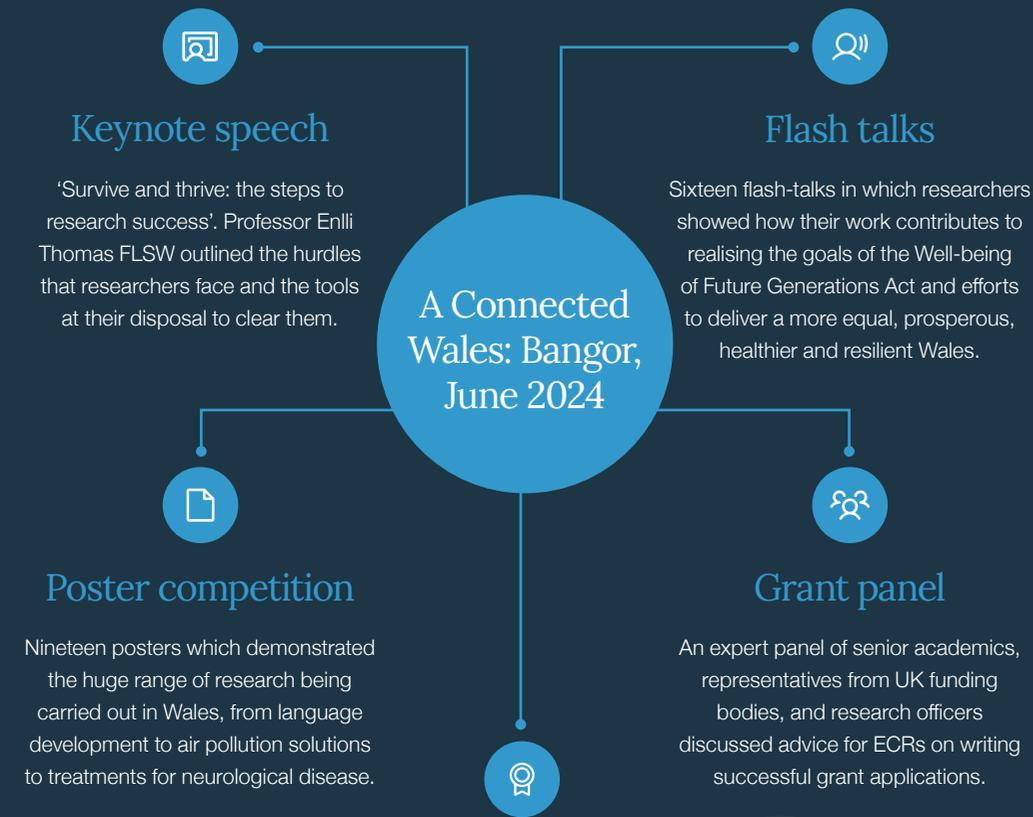 Keynote speech
‘Survive and thrive: the steps to
research success’. Professor Enlli
Thomas FLSW outlined the hurdles
that researchers face and the tools
at their disposal to clear them.
Flash talks
Sixteen flash-talks in which researchers
showed how their work contributes to
realising the goals of the Well-being
of Future Generations Act and efforts
to deliver a more equal, prosperous,
healthier and resilient Wales.
A Connected
Wales: Bangor,
June 2024
Poster competition
Nineteen posters which demonstrated
the huge range of research being
carried out in Wales, from language
development to air pollution solutions
to treatments for neurological disease.
Grant panel
An expert panel of senior academics,
representatives from UK funding
bodies, and research officers
discussed advice for ECRs on writing
successful grant applications.